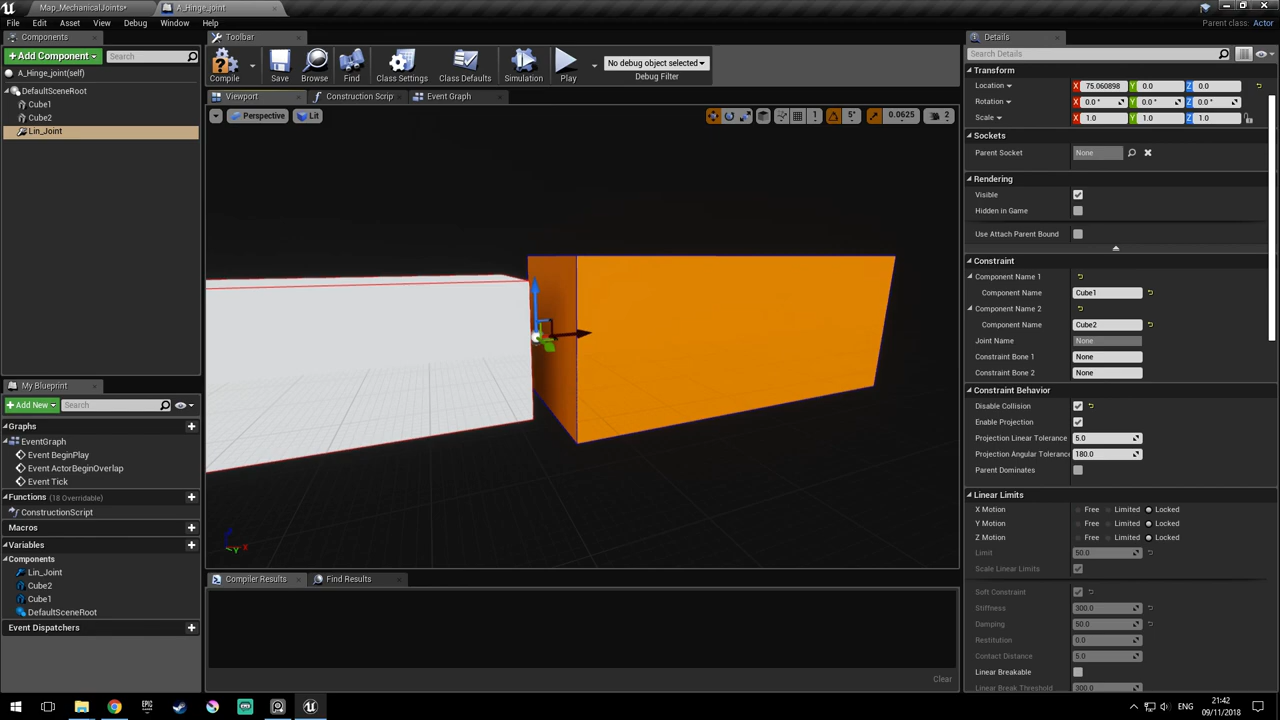 Map_MechanicalJoints*
A_Hinge_joint
File Edit Asset View Debug Window Help
Parent class: Actor
Components
Toolbar
Details
Add Component
Search
A_Hinge_joint(self)
DefaultSceneRoot
Cube1
Cube2
Lin_Joint
Compile
Save
Browse
Find
Class Settings
Class Defaults
Simulation
Play
No debug object selected
Debug Filter
Viewport
Construction Scrip
Event Graph
Perspective
Lit
1
5°
0.0625
2
My Blueprint
Add New
Search
Graphs
EventGraph
Event BeginPlay
Event ActorBeginOverlap
Event Tick
Functions (18 Overridable)
ConstructionScript
Macros
Variables
Components
Lin_Joint
Cube2
Cube1
DefaultSceneRoot
Event Dispatchers
Compiler Results
Find Results
Clear
Search Details
Transform
Location X 75.060898 Y 0.0 Z 0.0
Rotation X 0.0 ° Y 0.0 ° Z 0.0 °
Scale X 1.0 Y 1.0 Z 1.0
Sockets
Parent Socket None
Rendering
Visible
Hidden in Game
Use Attach Parent Bound
Constraint
Component Name 1
Component Name Cube1
Component Name 2
Component Name Cube2
Joint Name None
Constraint Bone 1 None
Constraint Bone 2 None
Constraint Behavior
Disable Collision
Enable Projection
Projection Linear Tolerance 5.0
Projection Angular Tolerance 180.0
Parent Dominates
Linear Limits
X Motion Free Limited Locked
Y Motion Free Limited Locked
Z Motion Free Limited Locked
Limit 50.0
Scale Linear Limits
Soft Constraint
Stiffness 300.0
Damping 50.0
Restitution 0.0
Contact Distance 5.0
Linear Breakable
Linear Break Threshold 300.0
EPIC
ENG
21:42
09/11/2018